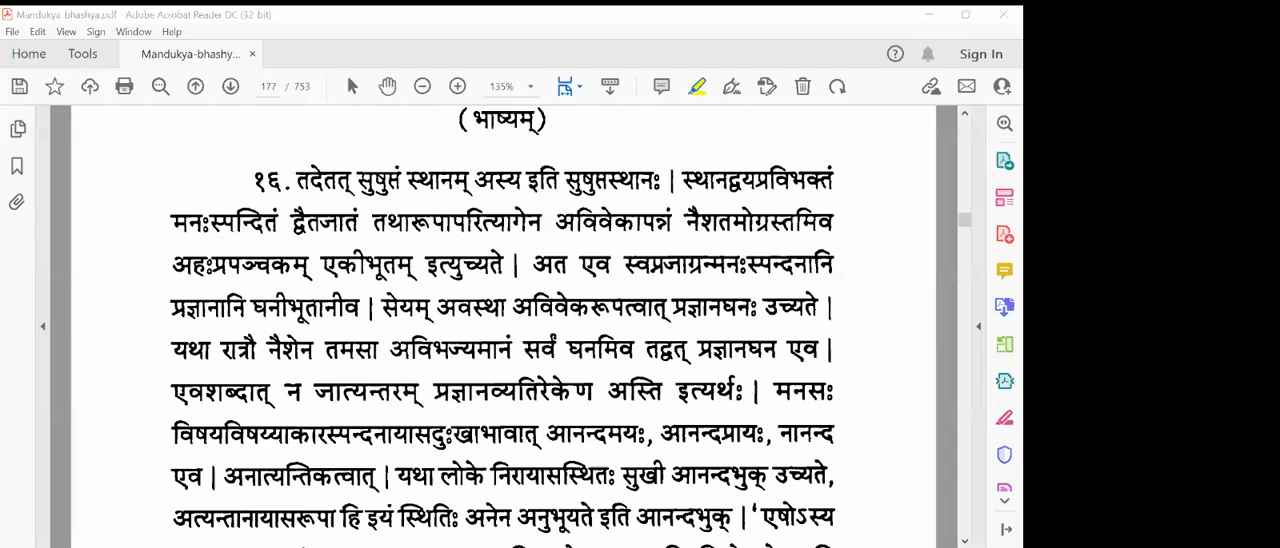 Mandukya bhashya.pdf - Adobe Acrobat Reader DC (32-bit)
File Edit View Sign Window Help
Home Tools Mandukya-bhashy... × Sign In
177 / 753 135%
( भाष्यम् )
१६. तदेतत् सुषुप्तं स्थानम् अस्य इति सुषुप्तस्थानः | स्थानद्वयप्रविभक्तं
मनःस्पन्दितं द्वैतजातं तथारूपापरित्यागेन अविवेकापन्नं नैशतमोग्रस्तमिव
अहःप्रपञ्चकम् एकीभूतम् इत्युच्यते | अत एव स्वप्नजाग्रन्मनःस्पन्दनानि
प्रज्ञानानि घनीभूतानीव | सेयम् अवस्था अविवेकरूपत्वात् प्रज्ञानघनः उच्यते |
यथा रात्रौ नैशेन तमसा अविभज्यमानं सर्वं घनमिव तद्वत् प्रज्ञानघन एव |
एवशब्दात् न जात्यन्तरम् प्रज्ञानव्यतिरेकेण अस्ति इत्यर्थः | मनसः
विषयविषय्याकारस्पन्दनायासदुःखाभावात् आनन्दमयः, आनन्दप्रायः, नानन्द
एव | अनात्यन्तिकत्वात् | यथा लोके निरायासस्थितः सुखी आनन्दभुक् उच्यते,
अत्यन्तानायासरूपा हि इयं स्थितिः अनेन अनुभूयते इति आनन्दभुक् | ‘एषोऽस्य